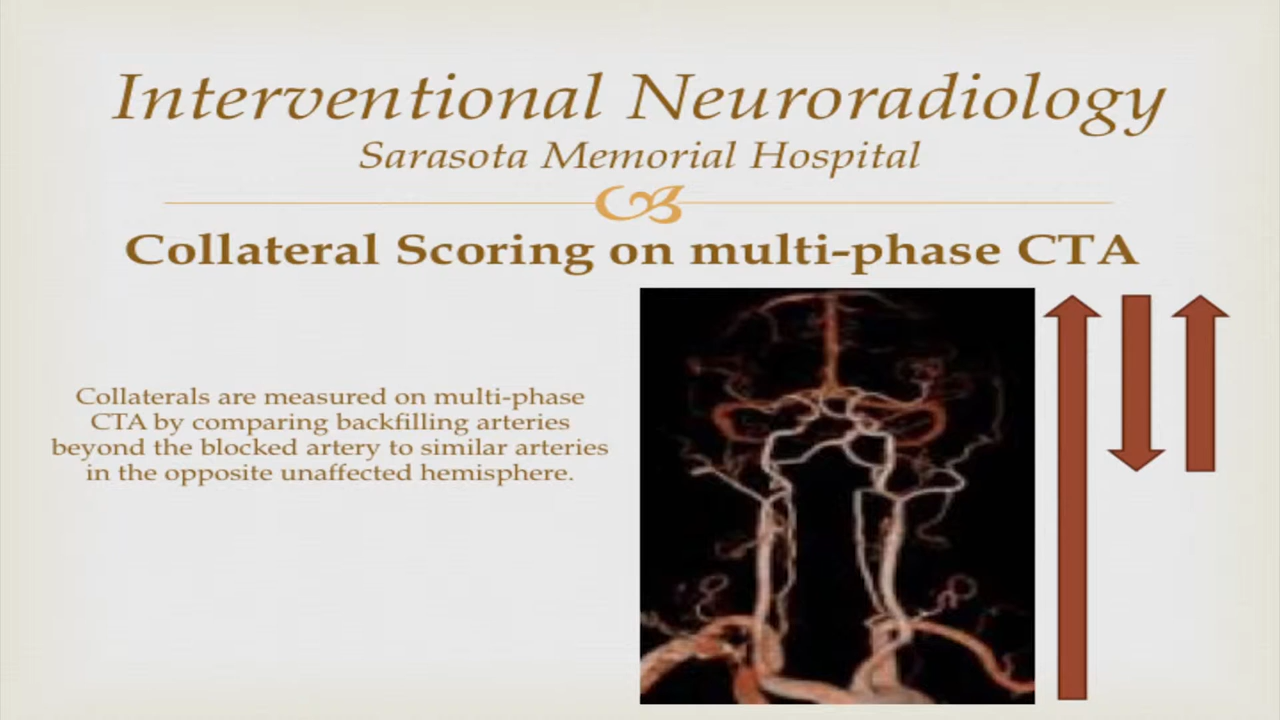 Interventional Neuroradiology
Sarasota Memorial Hospital
Collateral Scoring on multi-phase CTA
Collaterals are measured on multi-phase
CTA by comparing backfilling arteries
beyond the blocked artery to similar arteries
in the opposite unaffected hemisphere.